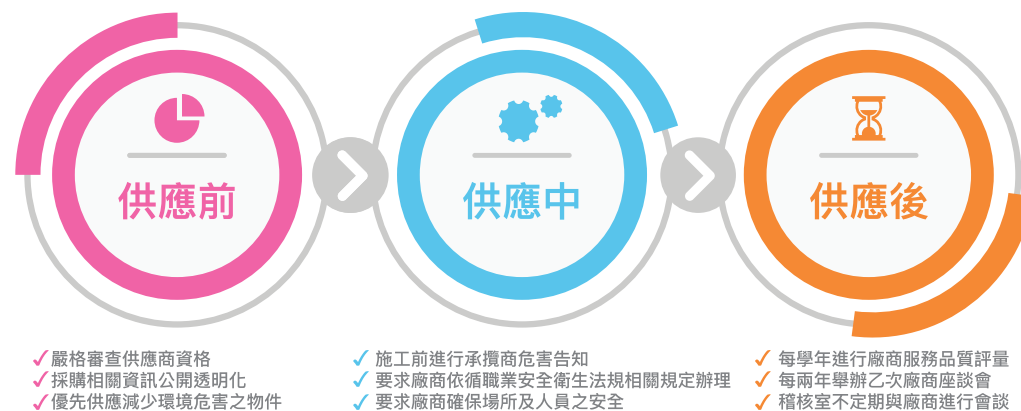 供應前
供應中
供應後
嚴格審查供應商資格
採購相關資訊公開透明化
優先供應減少環境危害之物件
施工前進行承攬商危害告知
要求廠商依循職業安全衛生法規相關規定辦理
要求廠商確保場所及人員之安全
每學年進行廠商服務品質評量
每兩年舉辦乙次廠商座談會
稽核室不定期與廠商進行會談